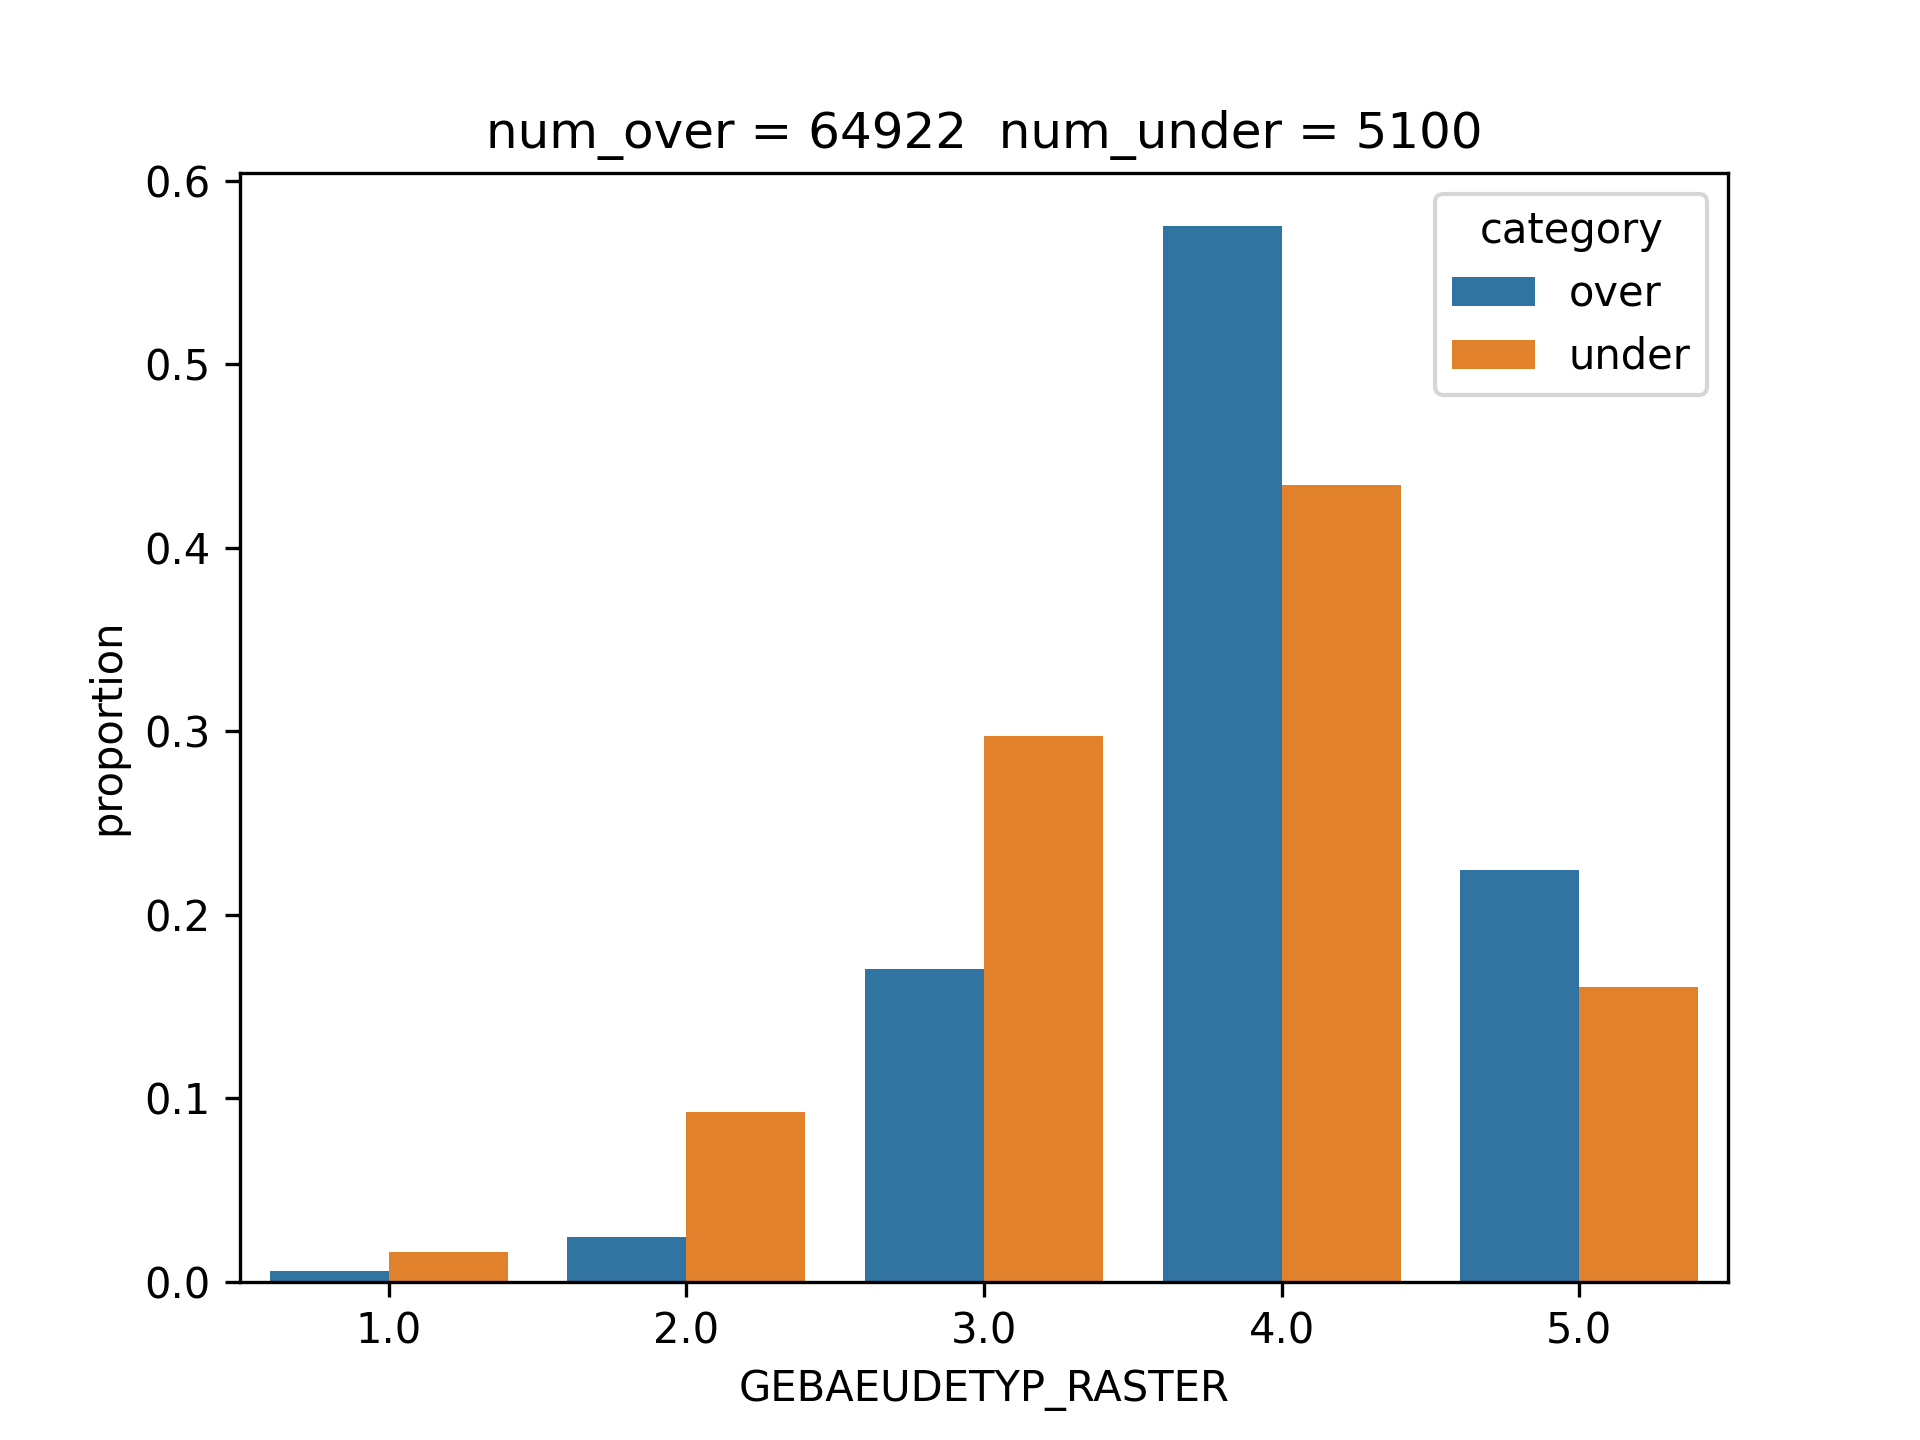 num_over = 64922  num_under = 5100
category
over
under
proportion
0.6
0.5
0.4
0.3
0.2
0.1
0.0
1.0 2.0 3.0 4.0 5.0
GEBAEUDETYP_RASTER